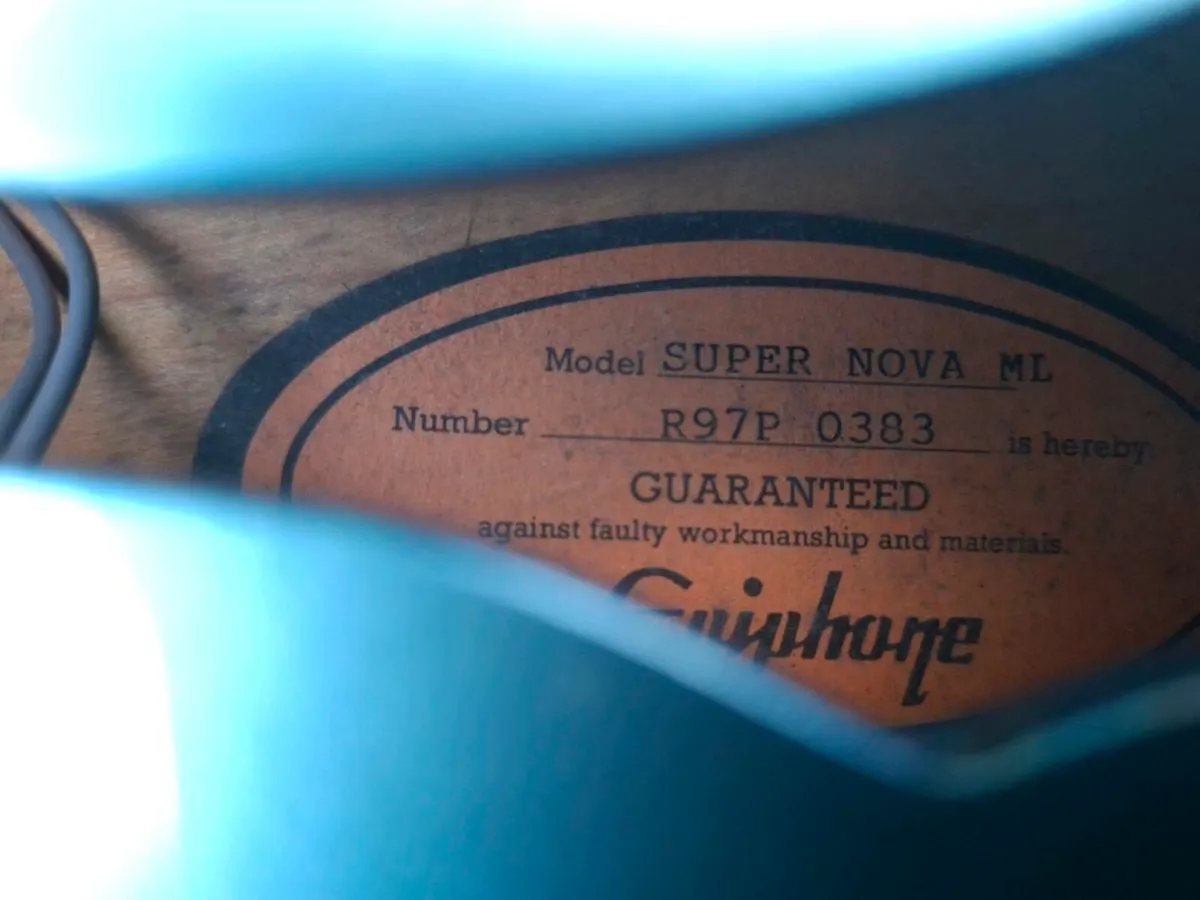 Model SUPER NOVA ML
Number R97P 0383 is hereby
GUARANTEED
against faulty workmanship and materials.
Epiphone